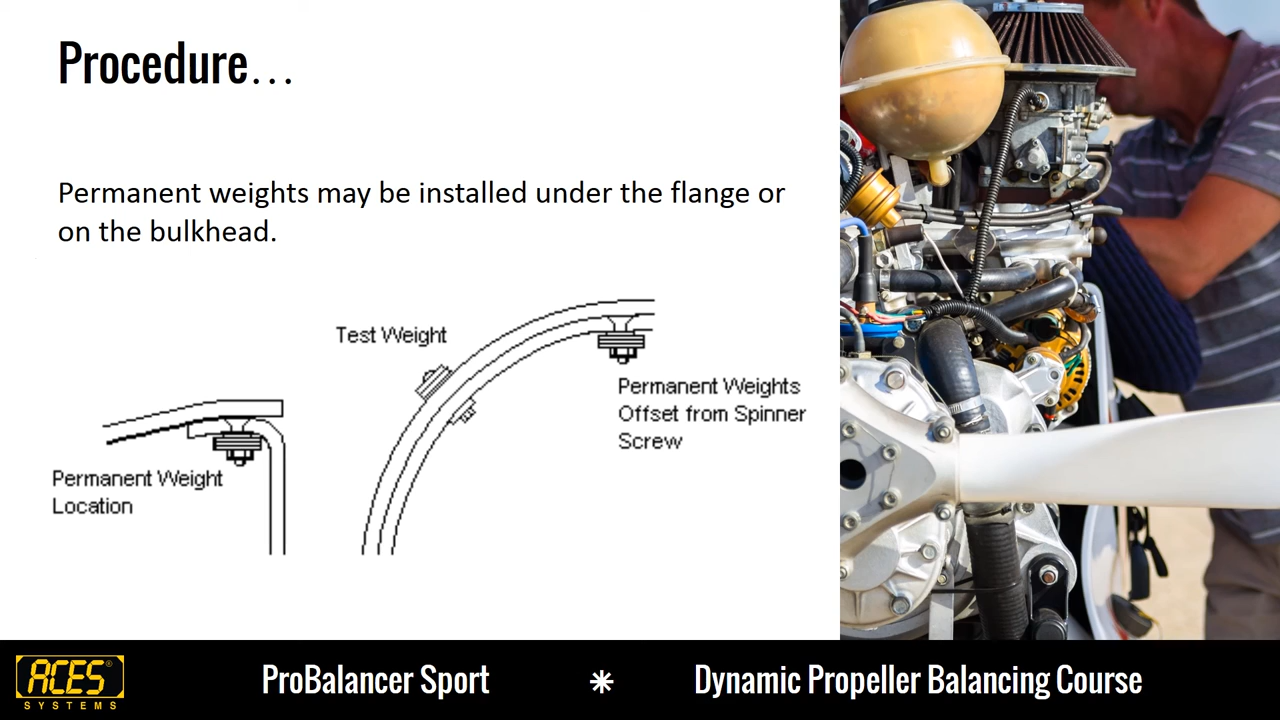 Procedure…
Permanent weights may be installed under the flange or
on the bulkhead.
Test Weight
Permanent Weights
Offset from Spinner
Screw
Permanent Weight
Location
ACES®
SYSTEMS
ProBalancer Sport
Dynamic Propeller Balancing Course